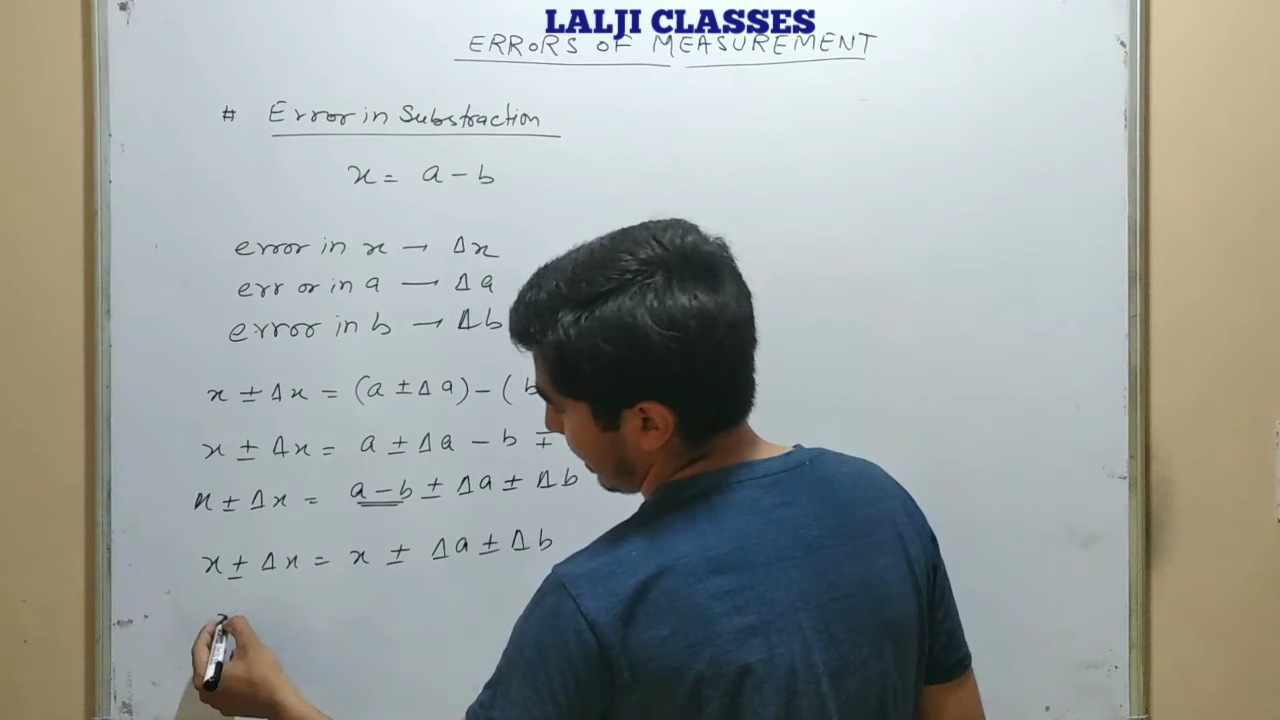 LALJI CLASSES
ERRORS OF MEASUREMENT
# Error in Substraction
x = a - b
error in x → Δx
error in a → Δa
error in b → Δb
x ± Δx = (a ± Δa) - (b
x ± Δx = a ± Δa - b ∓
x ± Δx = a - b ± Δa ± Δb
x ± Δx = x ± Δa ± Δb